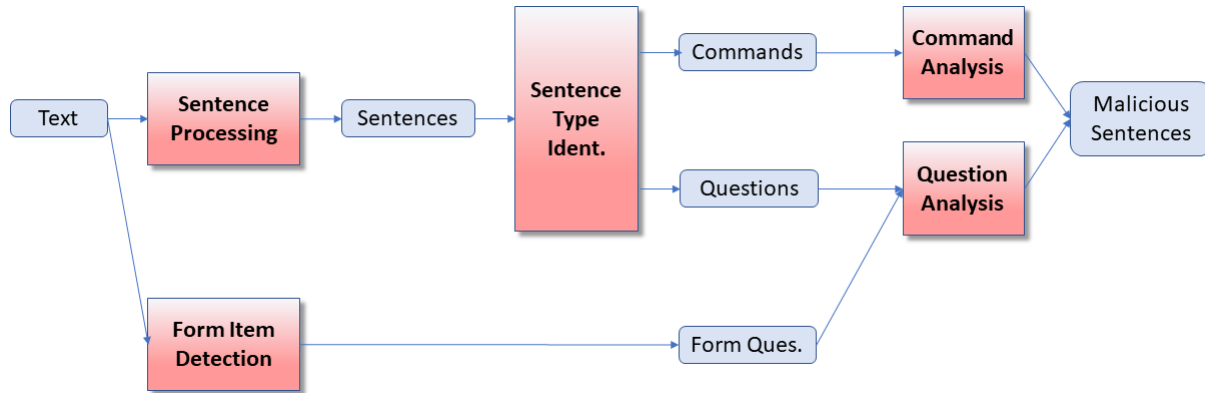 Text
Sentence
Processing
Sentences
Sentence
Type
Ident.
Commands
Command
Analysis
Questions
Question
Analysis
Malicious
Sentences
Form Item
Detection
Form Ques.